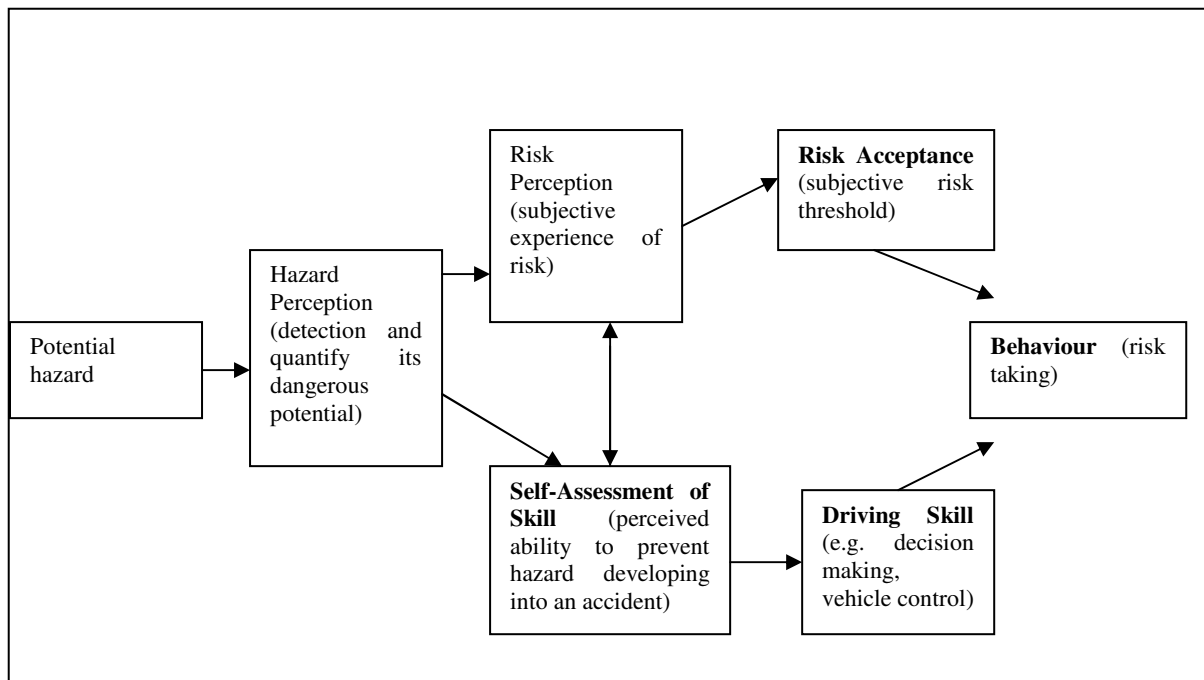 Potential
hazard
Hazard
Perception
(detection and
quantify its
dangerous
potential)
Risk
Perception
(subjective
experience of
risk)
Self-Assessment of
Skill (perceived
ability to prevent
hazard developing
into an accident)
Risk Acceptance
(subjective risk
threshold)
Driving Skill
(e.g. decision
making,
vehicle control)
Behaviour (risk
taking)